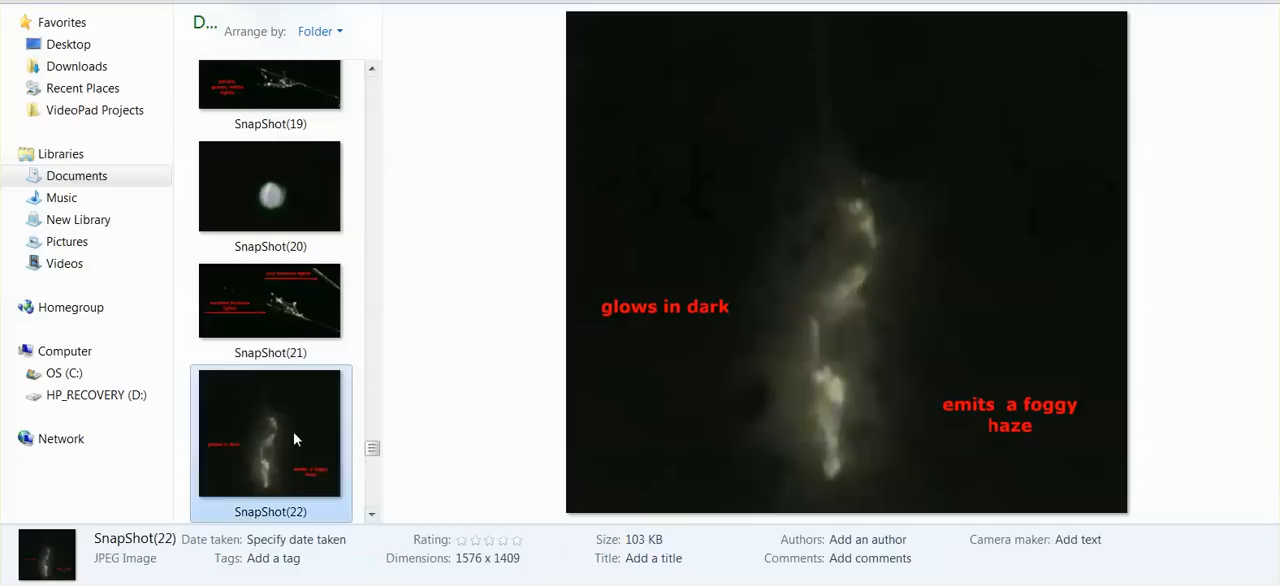 Favorites
Desktop
Downloads
Recent Places
VideoPad Projects
Libraries
Documents
Music
New Library
Pictures
Videos
Homegroup
Computer
OS (C:)
HP_RECOVERY (D:)
Network
D...
Arrange by: Folder
SnapShot(19)
SnapShot(20)
SnapShot(21)
SnapShot(22)
glows in dark
emits a foggy
haze
SnapShot(22) Date taken: Specify date taken Rating: Size: 103 KB Authors: Add an author Camera maker: Add text
JPEG Image Tags: Add a tag Dimensions: 1576 x 1409 Title: Add a title Comments: Add comments